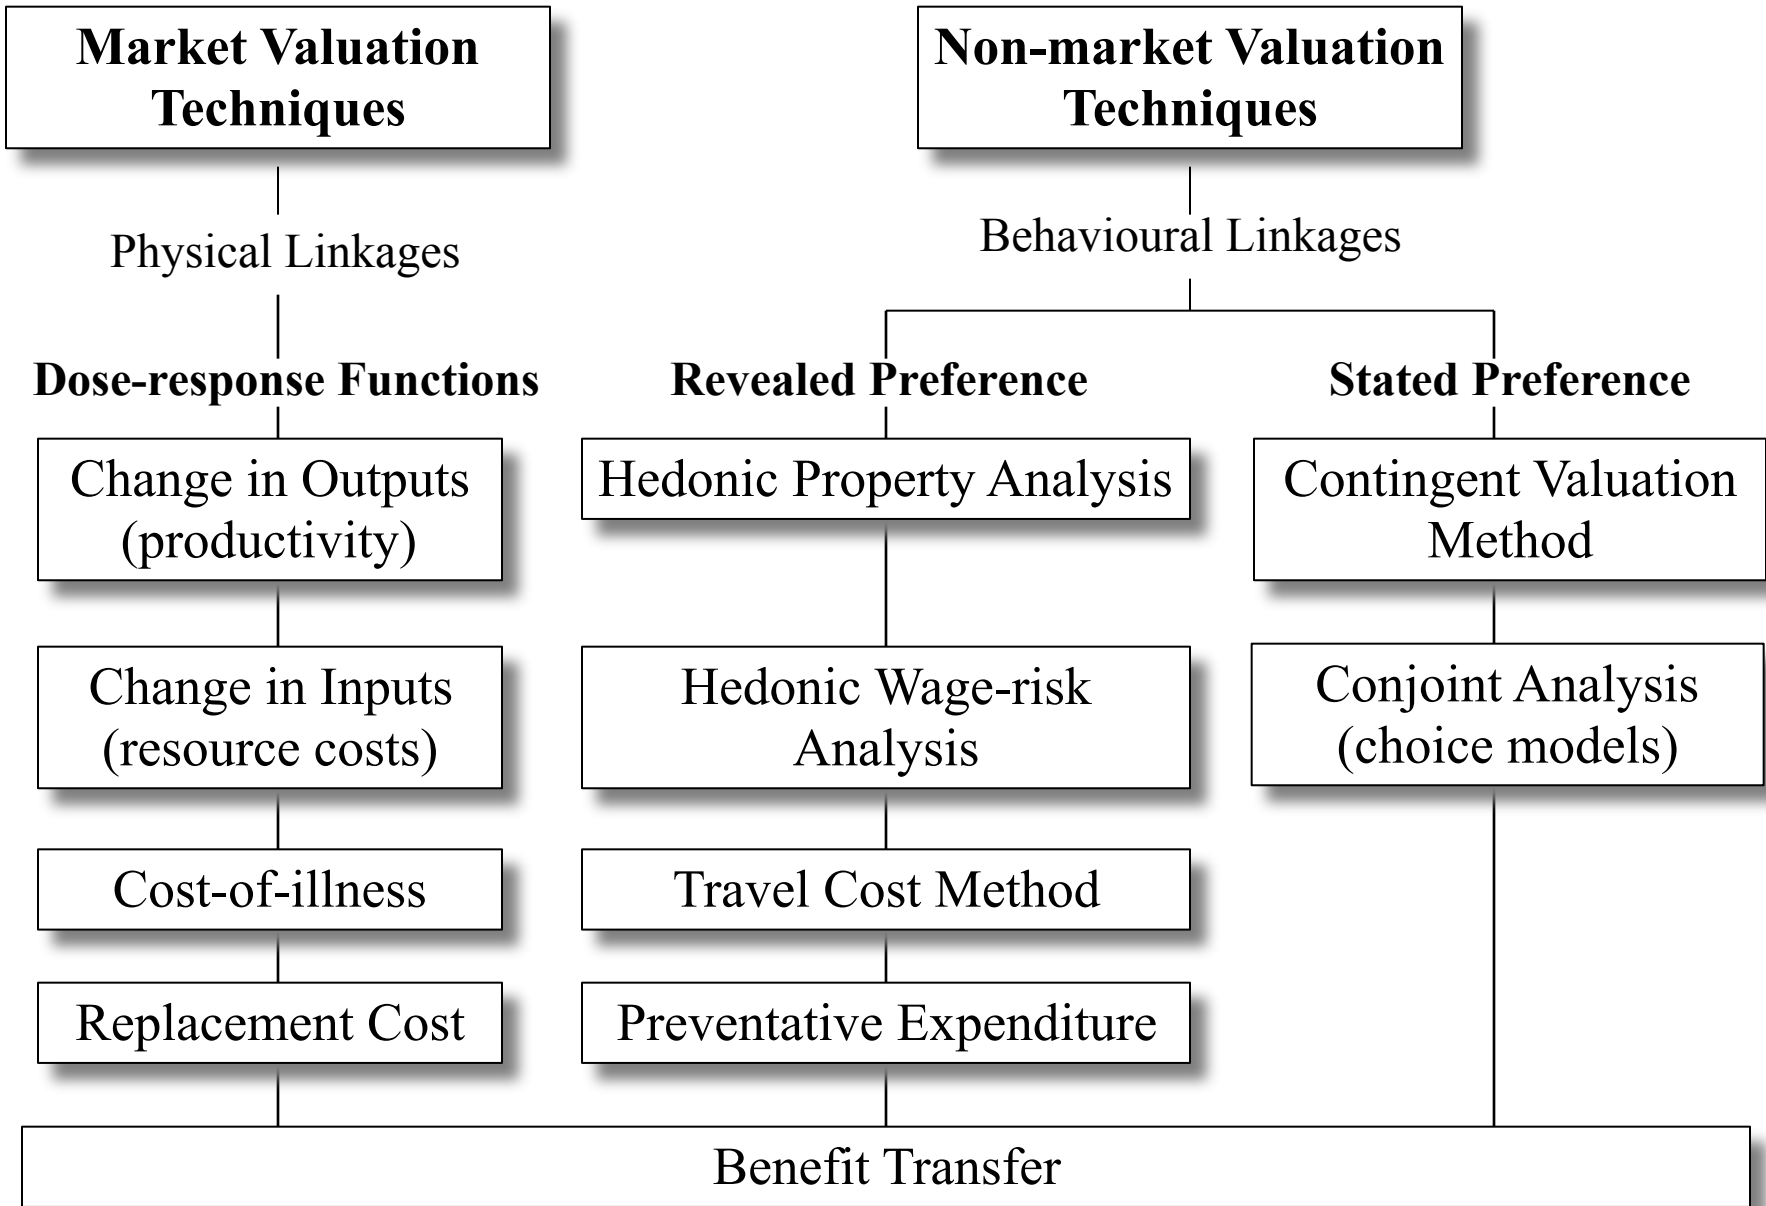 Market Valuation
Techniques
Non-market Valuation
Techniques
Physical Linkages
Behavioural Linkages
Dose-response Functions
Revealed Preference
Stated Preference
Change in Outputs
(productivity)
Hedonic Property Analysis
Contingent Valuation
Method
Change in Inputs
(resource costs)
Hedonic Wage-risk
Analysis
Conjoint Analysis
(choice models)
Cost-of-illness
Travel Cost Method
Replacement Cost
Preventative Expenditure
Benefit Transfer